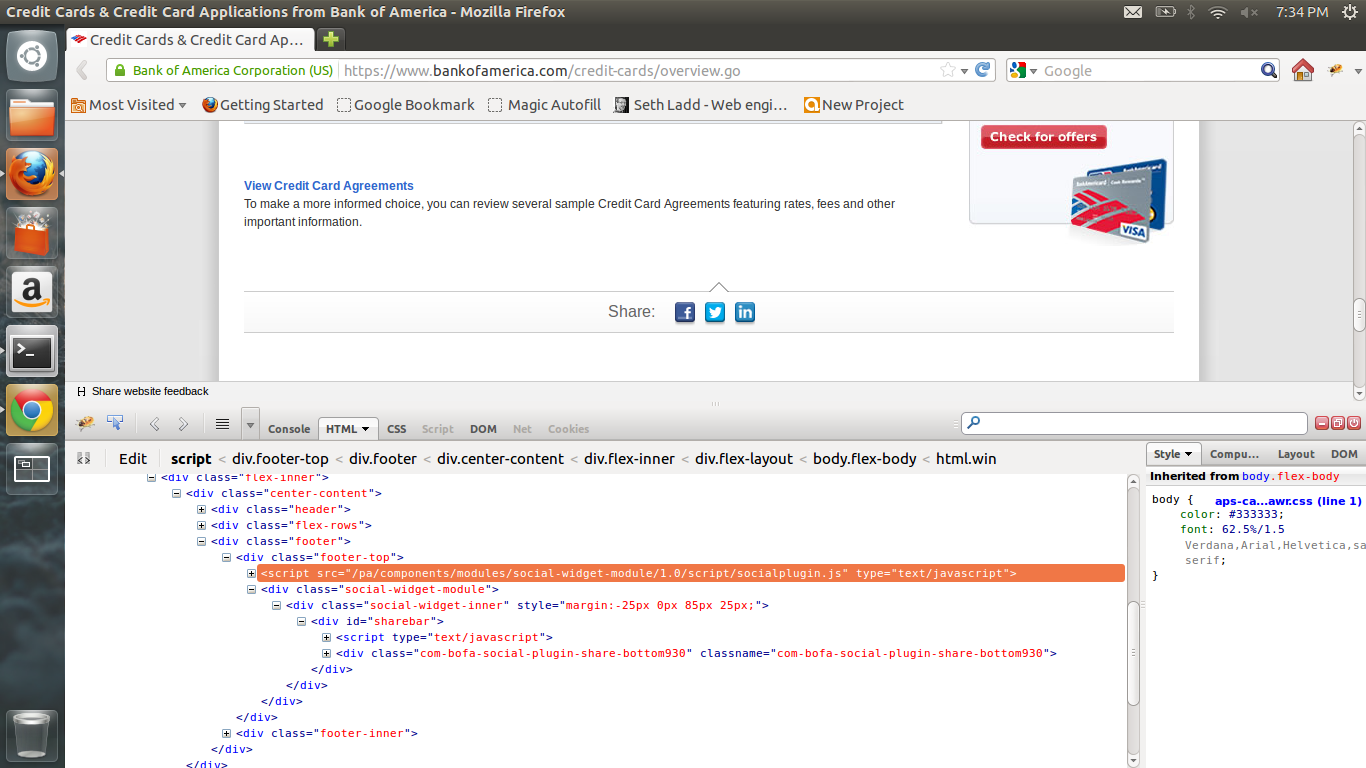 Credit Cards & Credit Card Applications from Bank of America - Mozilla Firefox
7:34 PM
Credit Cards & Credit Card Ap...
Bank of America Corporation (US)
https://www.bankofamerica.com/credit-cards/overview.go
Google
Most Visited
Getting Started
Google Bookmark
Magic Autofill
Seth Ladd - Web engi...
New Project
Check for offers
VISA
View Credit Card Agreements
To make a more informed choice, you can review several sample Credit Card Agreements featuring rates, fees and other
important information.
Share:
Share website feedback
Console HTML CSS Script DOM Net Cookies
Edit script < div.footer-top < div.footer < div.center-content < div.flex-inner < div.flex-layout < body.flex-body < html.win
<div class="flex-inner">
<div class="center-content">
<div class="header">
<div class="flex-rows">
<div class="footer">
<div class="footer-top">
<script src="/pa/components/modules/social-widget-module/1.0/script/socialplugin.js" type="text/javascript">
<div class="social-widget-module">
<div class="social-widget-inner" style="margin:-25px 0px 85px 25px;">
<div id="sharebar">
<script type="text/javascript">
<div class="com-bofa-social-plugin-share-bottom930" classname="com-bofa-social-plugin-share-bottom930">
</div>
</div>
</div>
</div>
<div class="footer-inner">
</div>
</div>
Style Compu... Layout DOM
Inherited from body.flex-body
body { aps-ca...awr.css (line 1)
color: #333333;
font: 62.5%/1.5
Verdana,Arial,Helvetica,sa
serif;
}